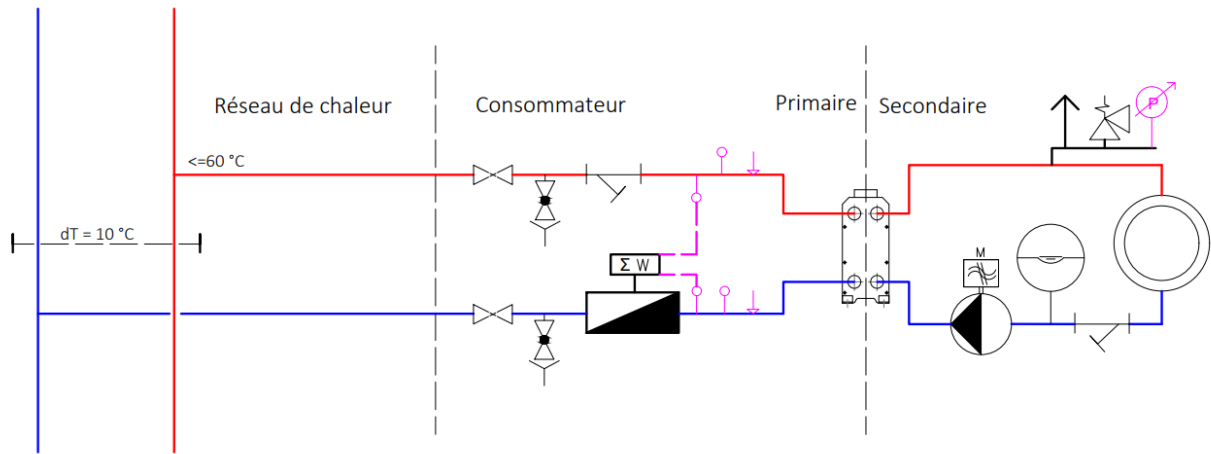 Réseau de chaleur
Consommateur
Primaire
Secondaire
P
<=60 °C
dT = 10 °C
Σ W
M